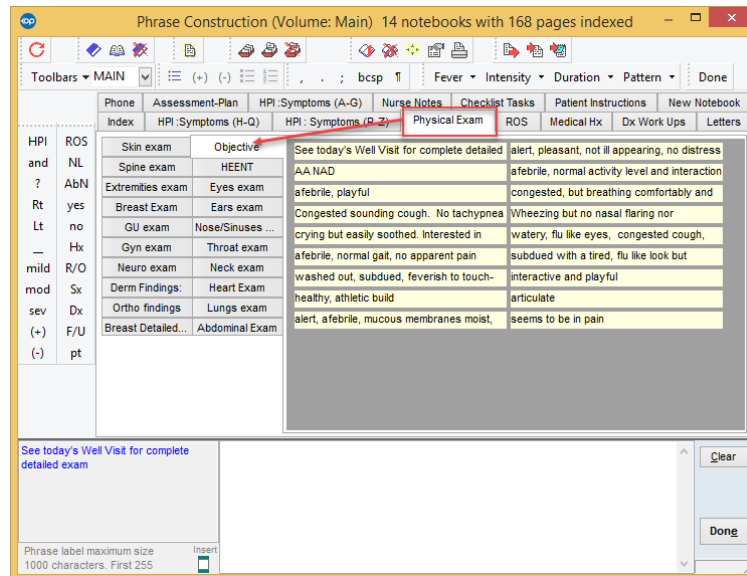 Phrase Construction (Volume: Main) 14 notebooks with 168 pages indexed
Toolbars MAIN (+) (-) , . ; bcsp ¶ Fever Intensity Duration Pattern Done
Phone Assessment-Plan HPI :Symptoms (A-G) Nurse Notes Checklist Tasks Patient Instructions New Notebook
Index HPI :Symptoms (H-Q) HPI : Symptoms (R-Z) Physical Exam ROS Medical Hx Dx Work Ups Letters
HPI ROS
and NL
? AbN
Rt yes
Lt no
_ Hx
mild R/O
mod Sx
sev Dx
(+) F/U
(-) pt
Skin exam Objective
Spine exam HEENT
Extremities exam Eyes exam
Breast Exam Ears exam
GU exam Nose/Sinuses ...
Gyn exam Throat exam
Neuro exam Neck exam
Derm Findings: Heart Exam
Ortho findings Lungs exam
Breast Detailed... Abdominal Exam
See today's Well Visit for complete detailed alert, pleasant, not ill appearing, no distress
AA NAD afebrile, normal activity level and interaction
afebrile, playful congested, but breathing comfortably and
Congested sounding cough. No tachypnea Wheezing but no nasal flaring nor
crying but easily soothed. Interested in watery, flu like eyes, congested cough,
afebrile, normal gait, no apparent pain subdued with a tired, flu like look but
washed out, subdued, feverish to touch- interactive and playful
healthy, athletic build articulate
alert, afebrile, mucous membranes moist, seems to be in pain
See today's Well Visit for complete
detailed exam
Clear
Done
Phrase label maximum size
1000 characters. First 255
Insert